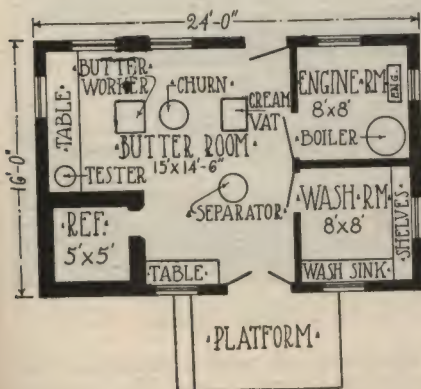 24'-0"
16'-0"
BUTTER
WORKER
CHURN
CREAM
VAT
TABLE
BUTTER ROOM
15'X14'-6"
TESTER
SEPARATOR
ENGINE RM
8'X8'
ENG.
BOILER
REF.
5'X5'
WASH RM
8'X8'
SHELVES
TABLE
WASH SINK
PLATFORM